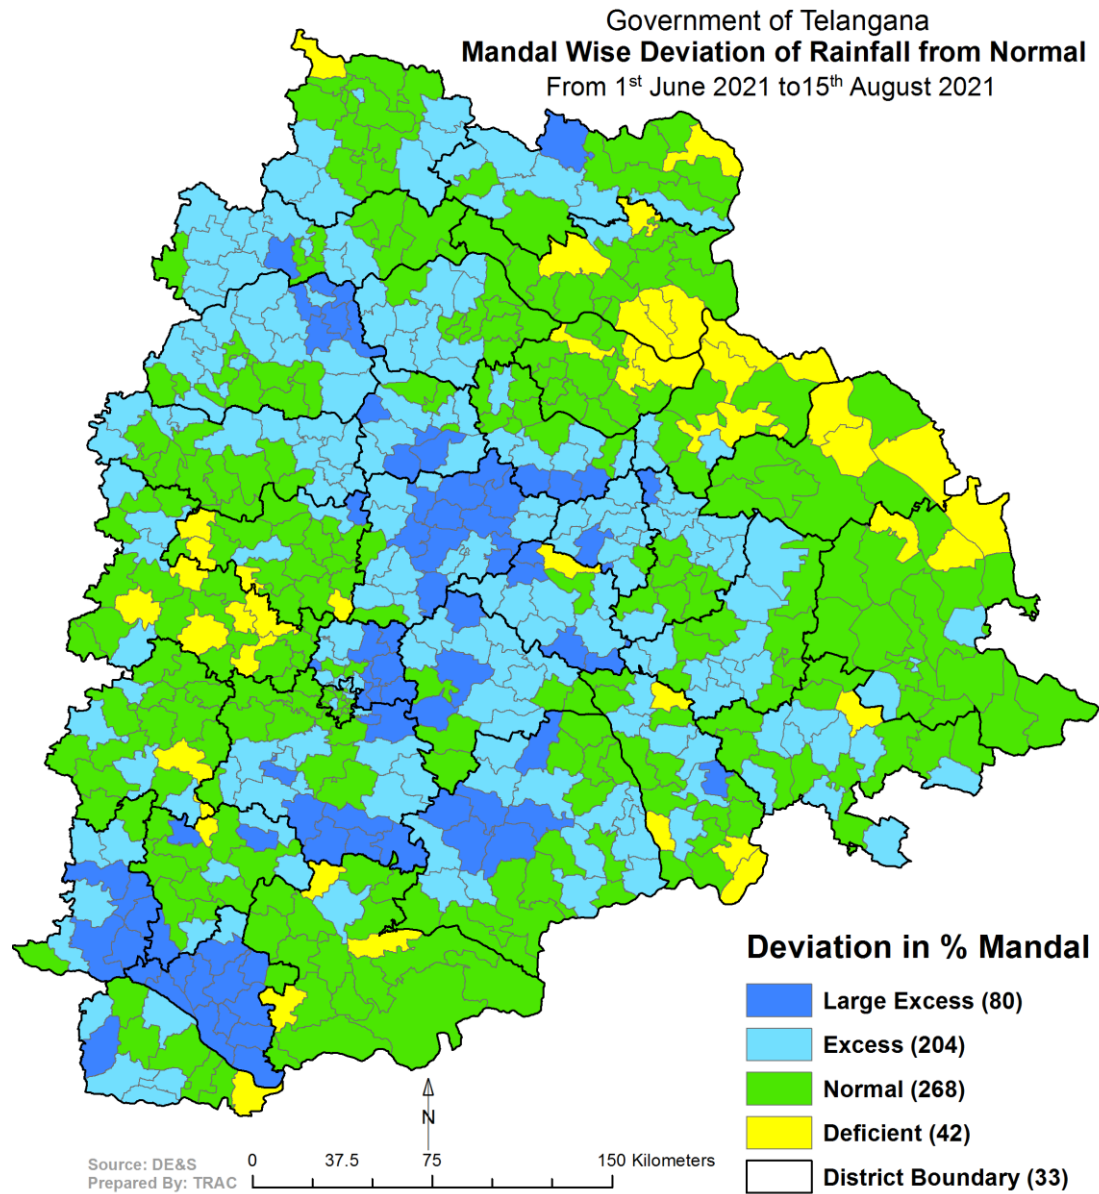 Government of Telangana
Mandal Wise Deviation of Rainfall from Normal
From 1st June 2021 to15th August 2021
Deviation in % Mandal
Large Excess (80)
Excess (204)
Normal (268)
Deficient (42)
District Boundary (33)
N
Source: DE&S
Prepared By: TRAC
0 37.5 75 150 Kilometers